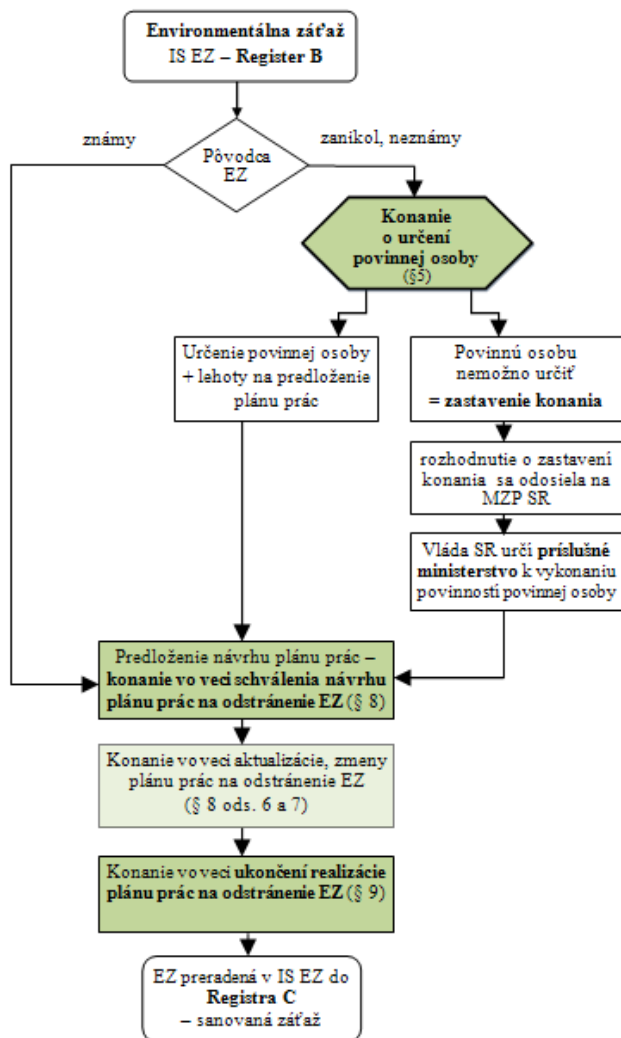 Environmentálna záťaž
IS EZ – Register B
známy
zanikol, neznámy
Pôvodca
EZ
Konanie
o určení
povinnej osoby
(§5)
Určenie povinnej osoby
+ lehoty na predloženie
plánu prác
Povinnú osobu
nemožno určiť
= zastavenie konania
rozhodnutie o zastavení
konania sa odosiela na
MZP SR
Vláda SR určí príslušné
ministerstvo k vykonaniu
povinností povinnej osoby
Predloženie návrhu plánu prác –
konanie vo veci schválenia návrhu
plánu prác na odstránenie EZ (§ 8)
Konanie vo veci aktualizácie, zmeny
plánu prác na odstránenie EZ
(§ 8 ods. 6 a 7)
Konanie vo veci ukončení realizácie
plánu prác na odstránenie EZ (§ 9)
EZ preradená v IS EZ do
Registra C
– sanovaná záťaž